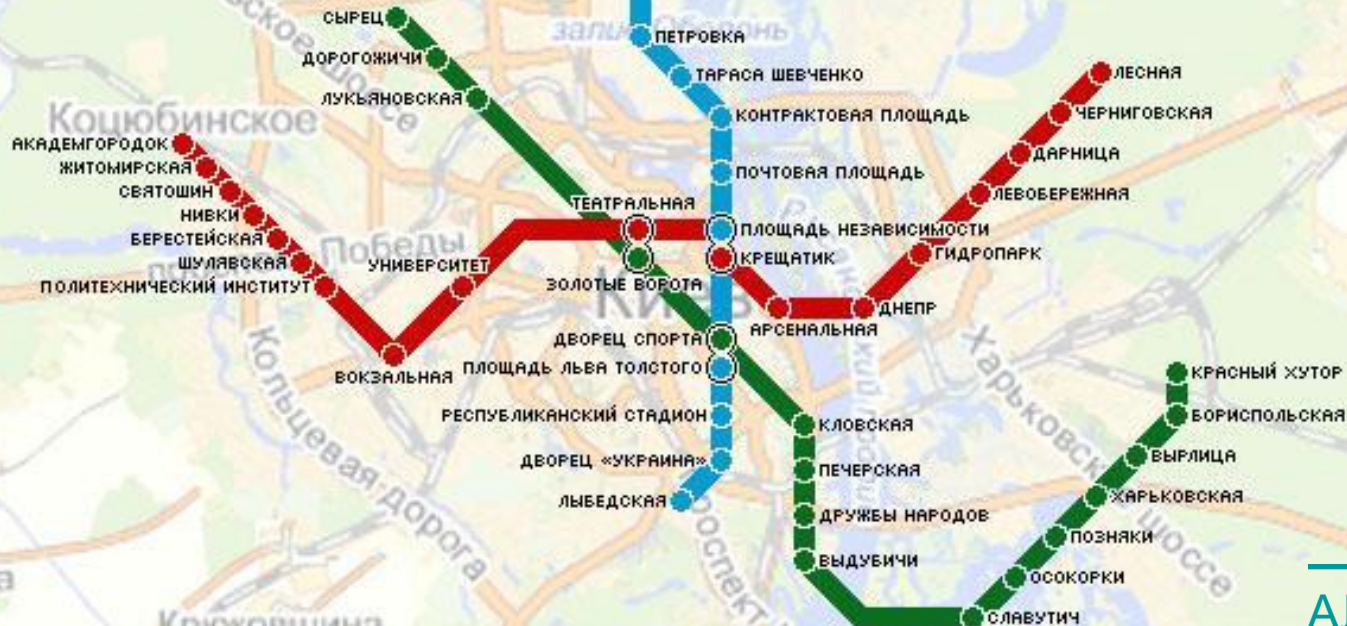 СЫРЕЦ
ДОРОГОЖИЧИ
ЛУКЬЯНОВСКАЯ
ПЕТРОВКА
ТАРАСА ШЕВЧЕНКО
КОНТРАКТОВАЯ ПЛОЩАДЬ
ПОЧТОВАЯ ПЛОЩАДЬ
ЛЕСНАЯ
ЧЕРНИГОВСКАЯ
ДАРНИЦА
ЛЕВОБЕРЕЖНАЯ
ГИДРОПАРК
ДНЕПР
АРСЕНАЛЬНАЯ
Коцюбинское
АКАДЕМГОРОДОК
ЖИТОМИРСКАЯ
СВЯТОШИН
НИВКИ
БЕРЕСТЕЙСКАЯ
ШУЛЯВСКАЯ
ПОЛИТЕХНИЧЕСКИЙ ИНСТИТУТ
Победы
УНИВЕРСИТЕТ
ВОКЗАЛЬНАЯ
ТЕАТРАЛЬНАЯ
ПЛОЩАДЬ НЕЗАВИСИМОСТИ
КРЕЩАТИК
ЗОЛОТЫЕ ВОРОТА
ДВОРЕЦ СПОРТА
ПЛОЩАДЬ ЛЬВА ТОЛСТОГО
РЕСПУБЛИКАНСКИЙ СТАДИОН
ДВОРЕЦ «УКРАИНА»
ЛЫБЕДСКАЯ
КЛОВСКАЯ
ПЕЧЕРСКАЯ
ДРУЖБЫ НАРОДОВ
ВЫДУБИЧИ
КРАСНЫЙ ХУТОР
БОРИСПОЛЬСКАЯ
ВЫРЛИЦА
ХАРЬКОВСКАЯ
ПОЗНЯКИ
ОСОКОРКИ
СЛАВУТИЧ
Кольцевая дорога
Харьковск шоссе